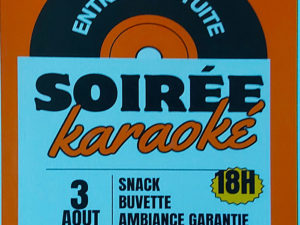 SOIRÉE
karaoké
3
AOUT
18H
SNACK
BUVETTE
AMBIANCE GARANTIE